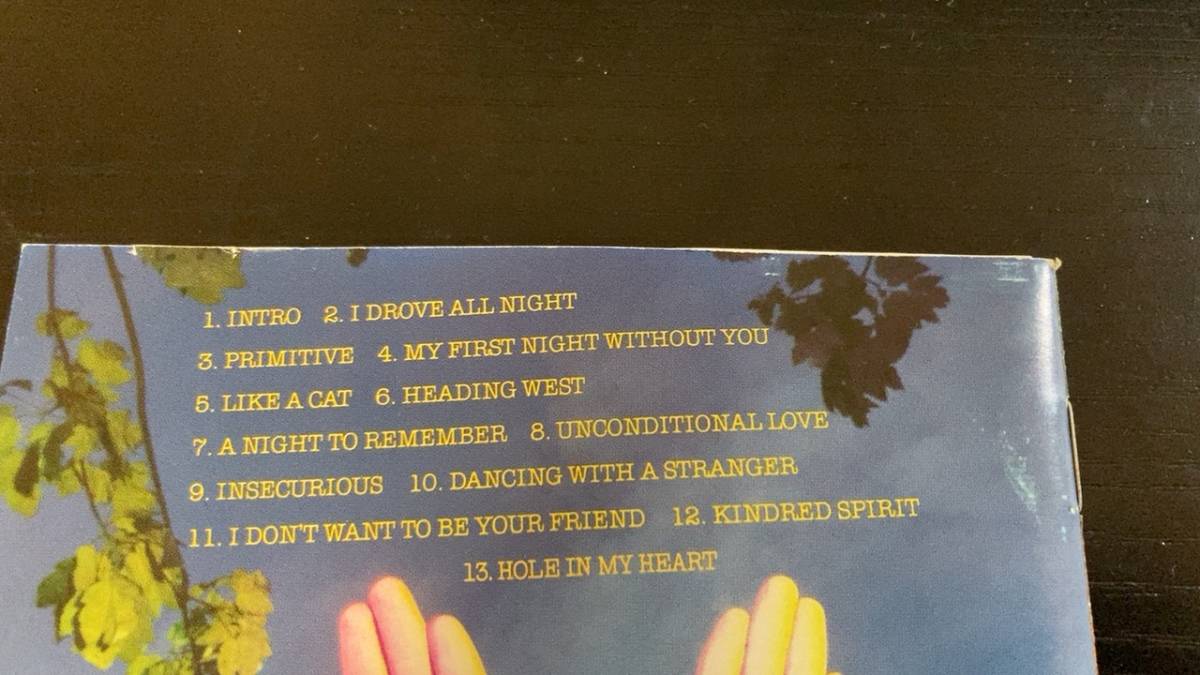 1. INTRO 2. I DROVE ALL NIGHT
3. PRIMITIVE 4. MY FIRST NIGHT WITHOUT YOU
5. LIKE A CAT 6. HEADING WEST
7. A NIGHT TO REMEMBER 8. UNCONDITIONAL LOVE
9. INSECURIOUS 10. DANCING WITH A STRANGER
11. I DON'T WANT TO BE YOUR FRIEND 12. KINDRED SPIRIT
13. HOLE IN MY HEART